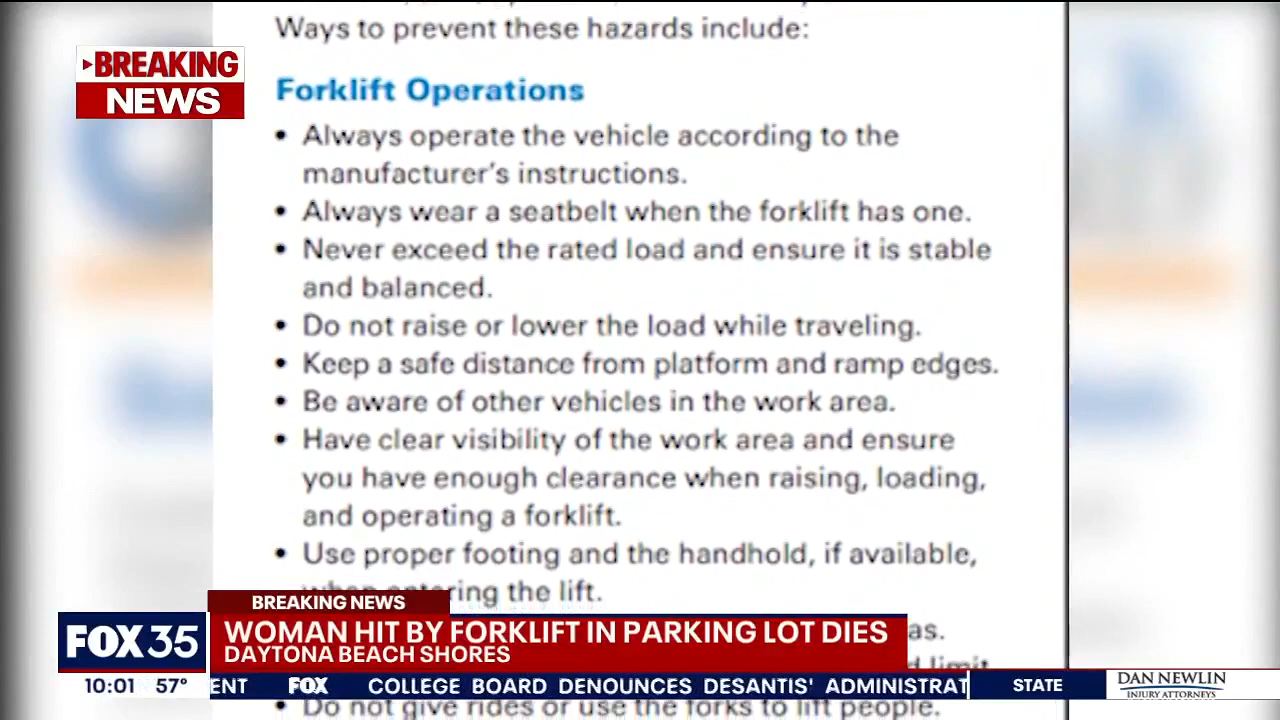 Ways to prevent these hazards include:
BREAKING
NEWS
Forklift Operations
• Always operate the vehicle according to the
manufacturer's instructions.
• Always wear a seatbelt when the forklift has one.
• Never exceed the rated load and ensure it is stable
and balanced.
• Do not raise or lower the load while traveling.
• Keep a safe distance from platform and ramp edges.
• Be aware of other vehicles in the work area.
• Have clear visibility of the work area and ensure
you have enough clearance when raising, loading,
and operating a forklift.
• Use proper footing and the handhold, if available,
when entering the lift.
BREAKING NEWS
FOX 35
WOMAN HIT BY FORKLIFT IN PARKING LOT DIES
as.
DAYTONA BEACH SHORES
limit
10:01 57° ENT FOX COLLEGE BOARD DENOUNCES DESANTIS' ADMINISTRAT STATE
DAN NEWLIN
INJURY ATTORNEYS
• Do not give rides or use the forks to lift people.